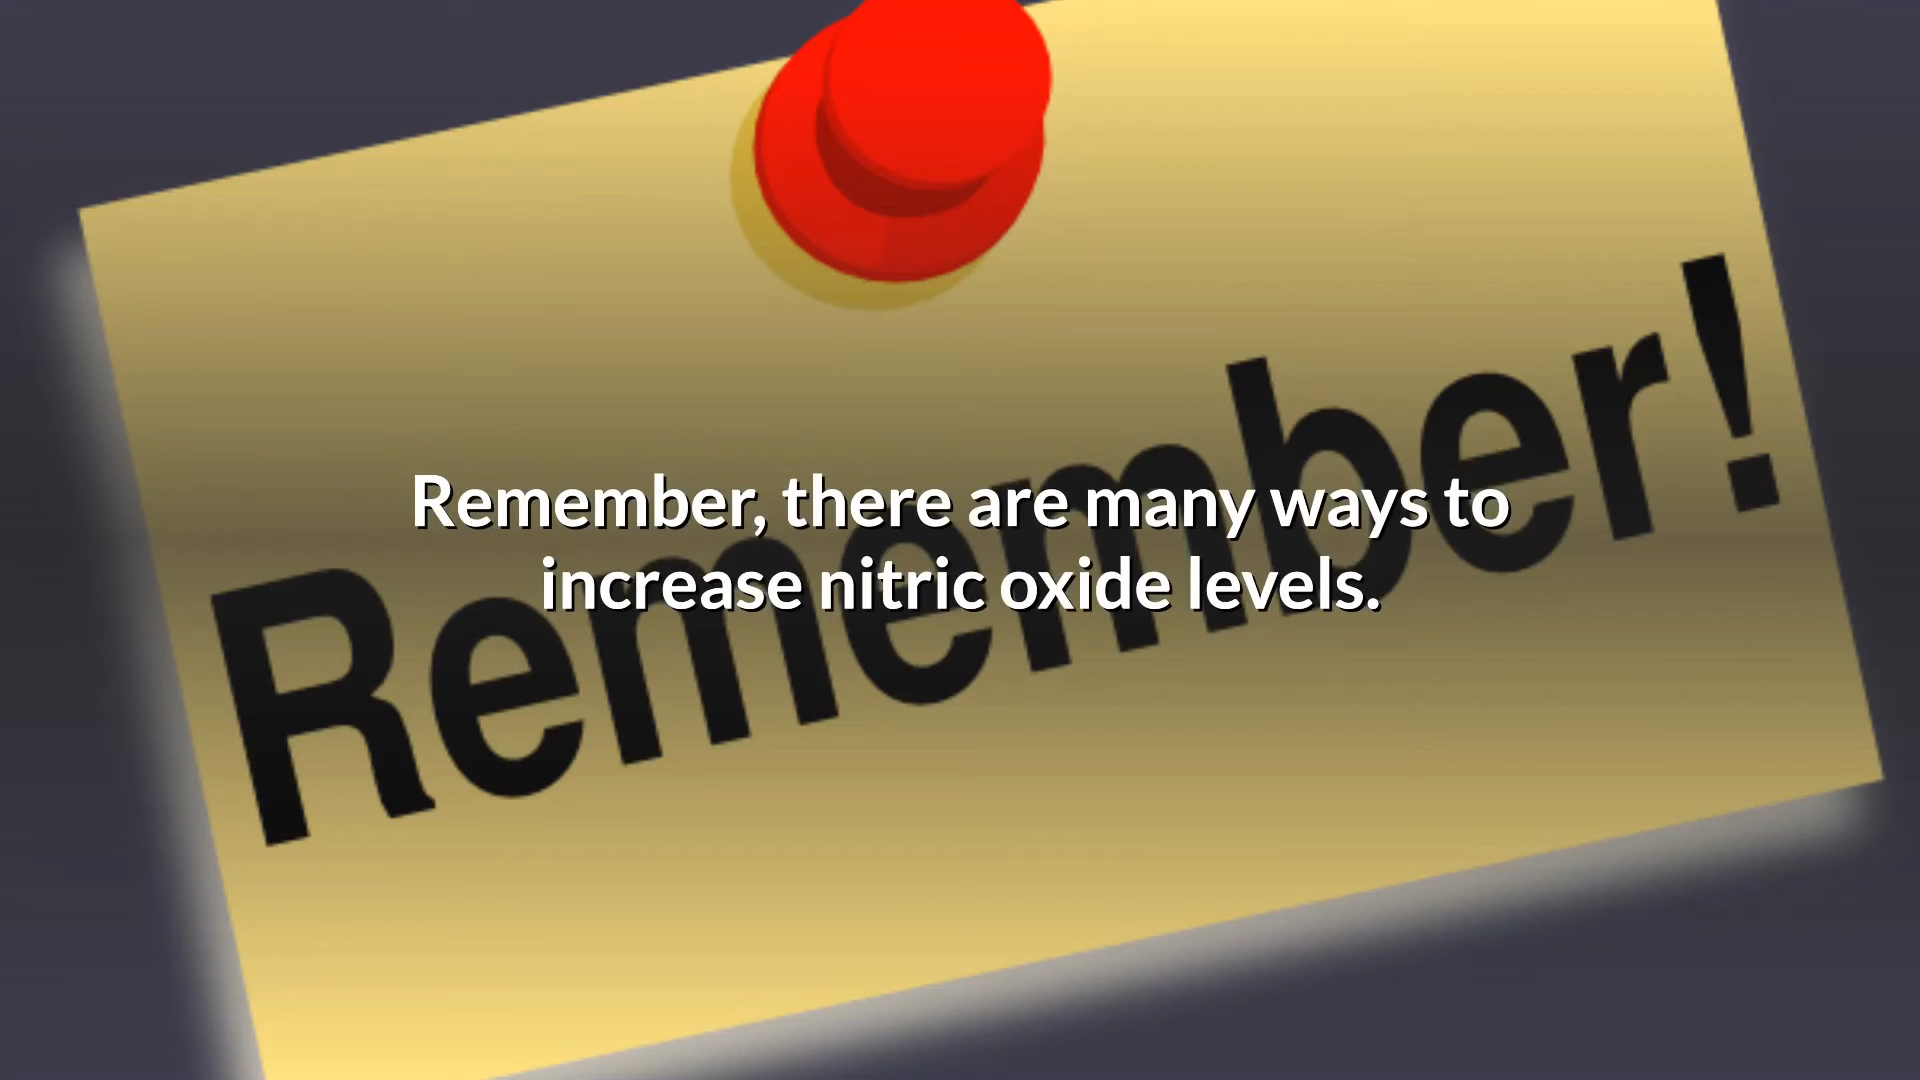 Remember!
Remember, there are many ways to
increase nitric oxide levels.